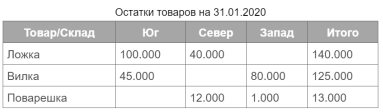 Остатки товаров на 31.01.2020
Товар/Склад Юг Север Запад Итого
Ложка 100.000 40.000 140.000
Вилка 45.000 80.000 125.000
Поварешка 12.000 1.000 13.000